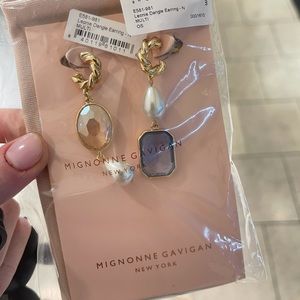 E581-981
Leonie Dangle Earring - N
MULTI
OS
E581-981
Leonie Dangle Earring -
MULTI
MIGNONNE GAVIGAN
NEW YORK
MIGNONNE GAVIGAN
NEW YORK